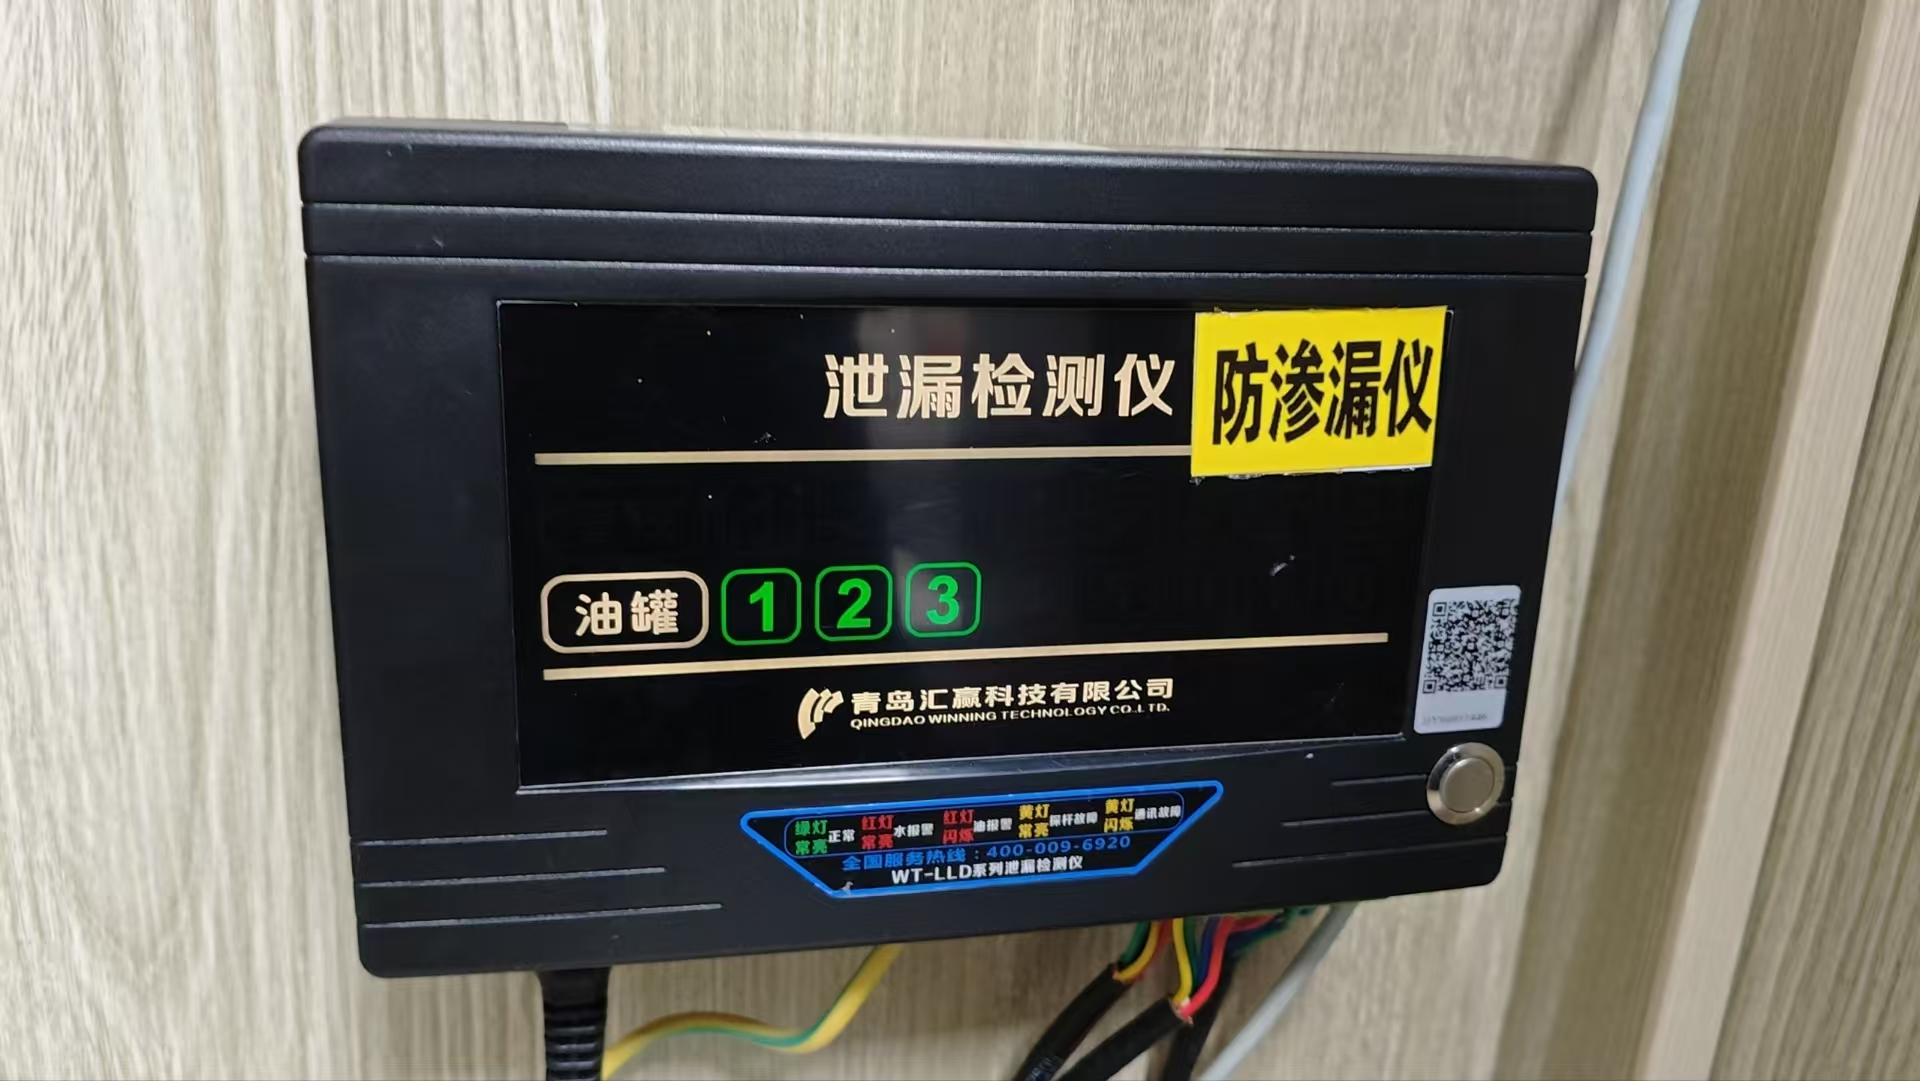 泄漏检测仪
防渗漏仪
油罐 1 2 3
青岛汇赢科技有限公司
QINGDAO WINNING TECHNOLOGY CO.LTD.
绿灯常亮 正常 红灯常亮 水报警 红灯闪烁 油报警 黄灯常亮 探杆故障 黄灯闪烁 通讯故障
全国服务热线：400-009-6920
WT-LLD系列泄漏检测仪